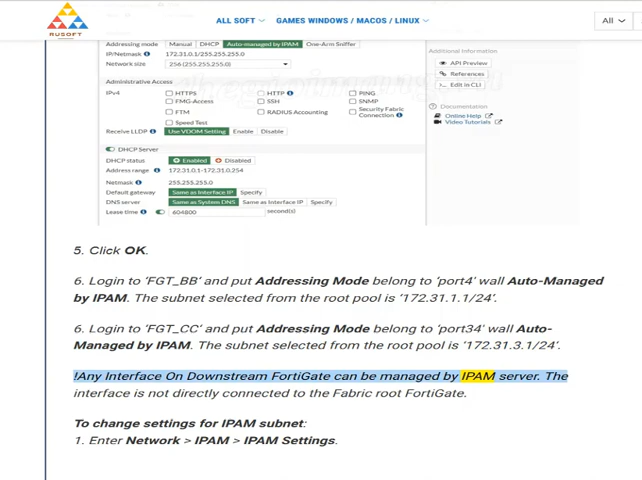 RUSOFT
ALL SOFT
GAMES WINDOWS / MACOS / LINUX
All
Addressing mode Manual DHCP Auto-managed by IPAM One-Arm Sniffer
IP/Netmask 172.31.0.1/255.255.255.0
Network size 256 (255.255.255.0)
Additional Information
API Preview
References
Edit in CLI
Documentation
Online Help
Video Tutorials
Administrative Access
IPv4 HTTPS HTTP PING
FMG-Access SSH SNMP
FTM RADIUS Accounting Security Fabric Connection
Speed Test
Receive LLDP Use VDOM Setting Enable Disable
DHCP Server
DHCP status Enabled Disabled
Address range 172.31.0.1-172.31.0.254
Netmask 255.255.255.0
Default gateway Same as Interface IP Specify
DNS server Same as System DNS Same as Interface IP Specify
Lease time 604800 second(s)
5. Click OK.
6. Login to ‘FGT_BB’ and put Addressing Mode belong to ‘port4’ wall Auto-Managed
by IPAM. The subnet selected from the root pool is ‘172.31.1.1/24’.
6. Login to ‘FGT_CC’ and put Addressing Mode belong to ‘port34’ wall Auto-
Managed by IPAM. The subnet selected from the root pool is ‘172.31.3.1/24’.
IAny Interface On Downstream FortiGate can be managed by IPAM server. The
interface is not directly connected to the Fabric root FortiGate.
To change settings for IPAM subnet:
1. Enter Network > IPAM > IPAM Settings.